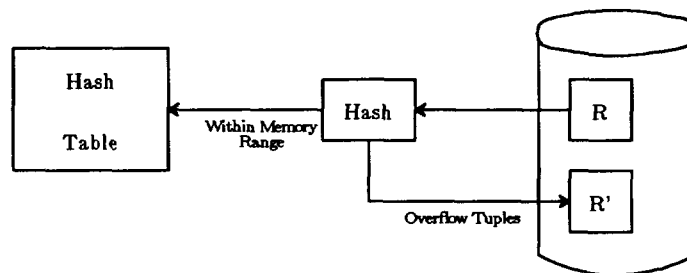 Hash
Table
Within Memory
Range
Hash
R
Overflow Tuples
R'